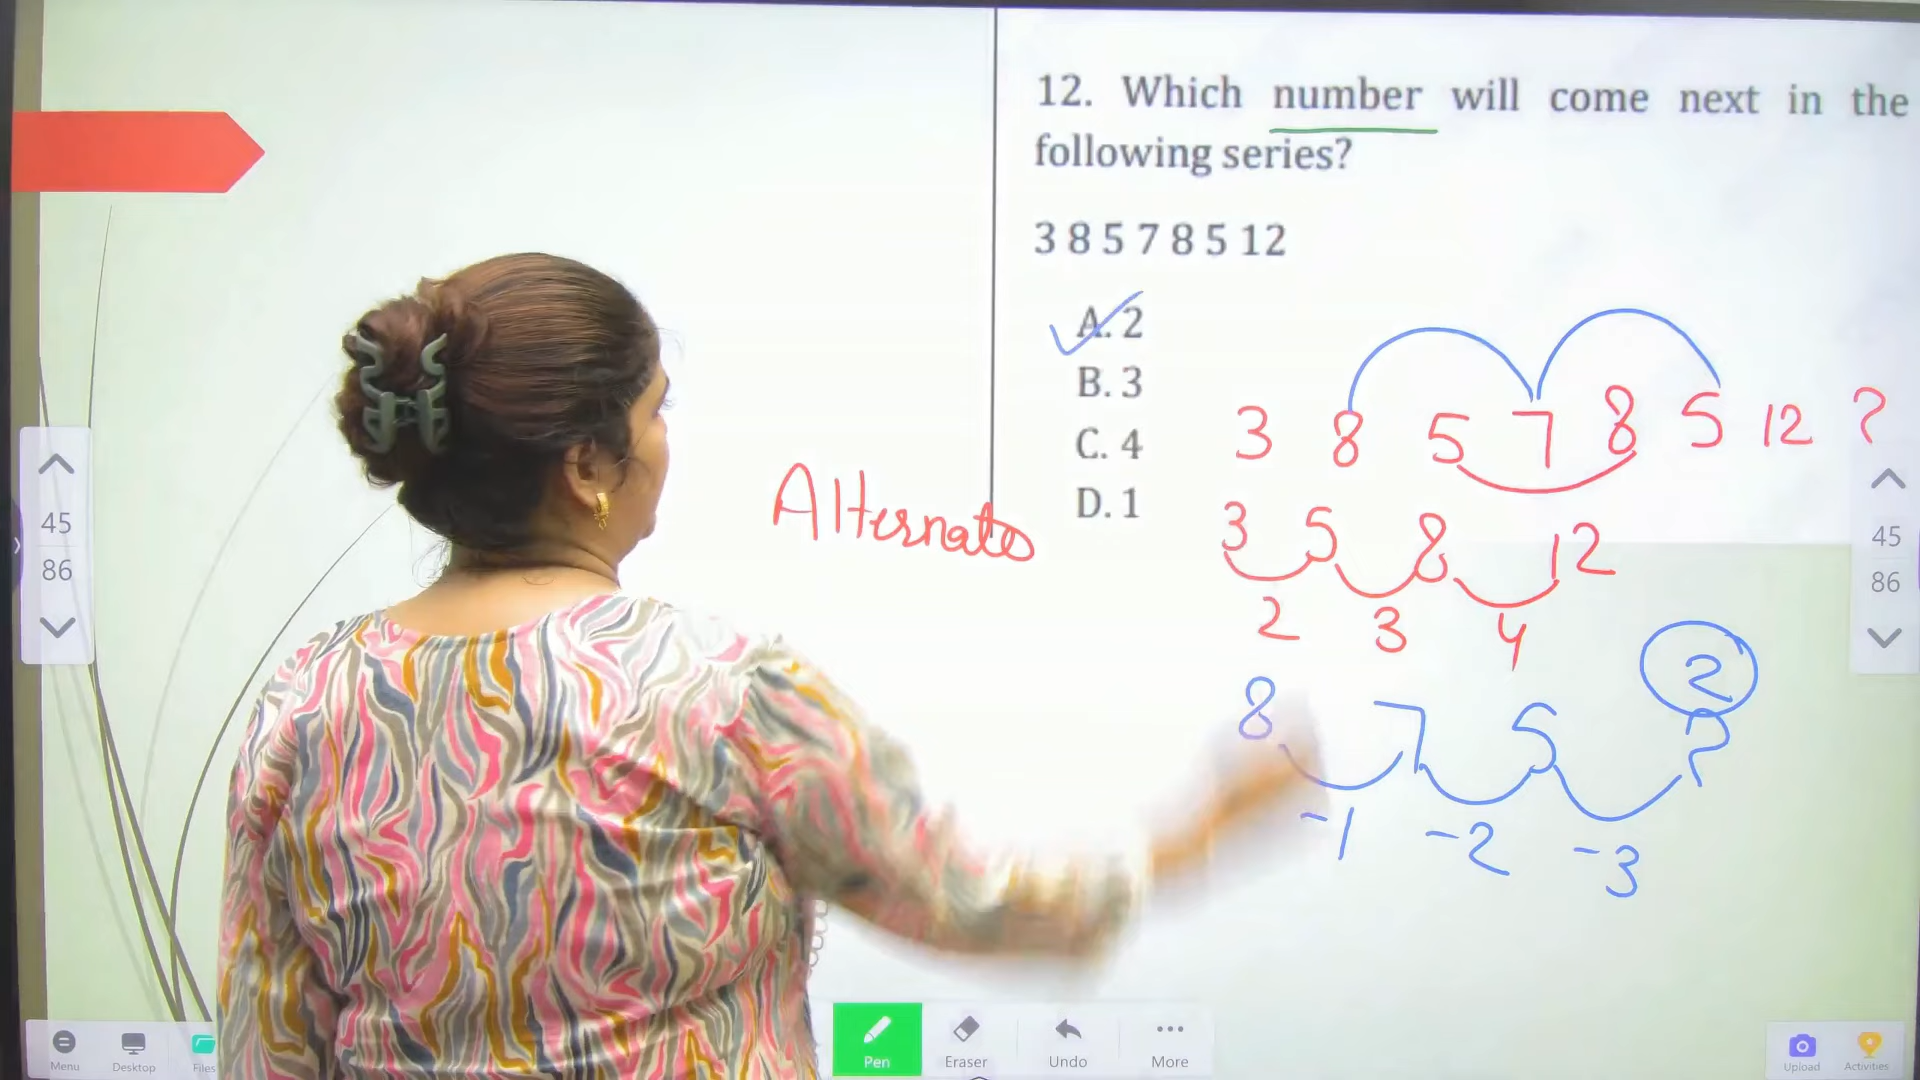 12. Which number will come next in the
following series?
3 8 5 7 8 5 12
A. 2
B. 3
C. 4
D. 1
3 8 5 7 8 5 12 ?
Alternate
3 5 8 12
2 3 4
2
8 7 5 ?
-1 -2 -3
45
86
45
86
Menu
Desktop
Files
Pen
Eraser
Undo
More
Upload
Activities